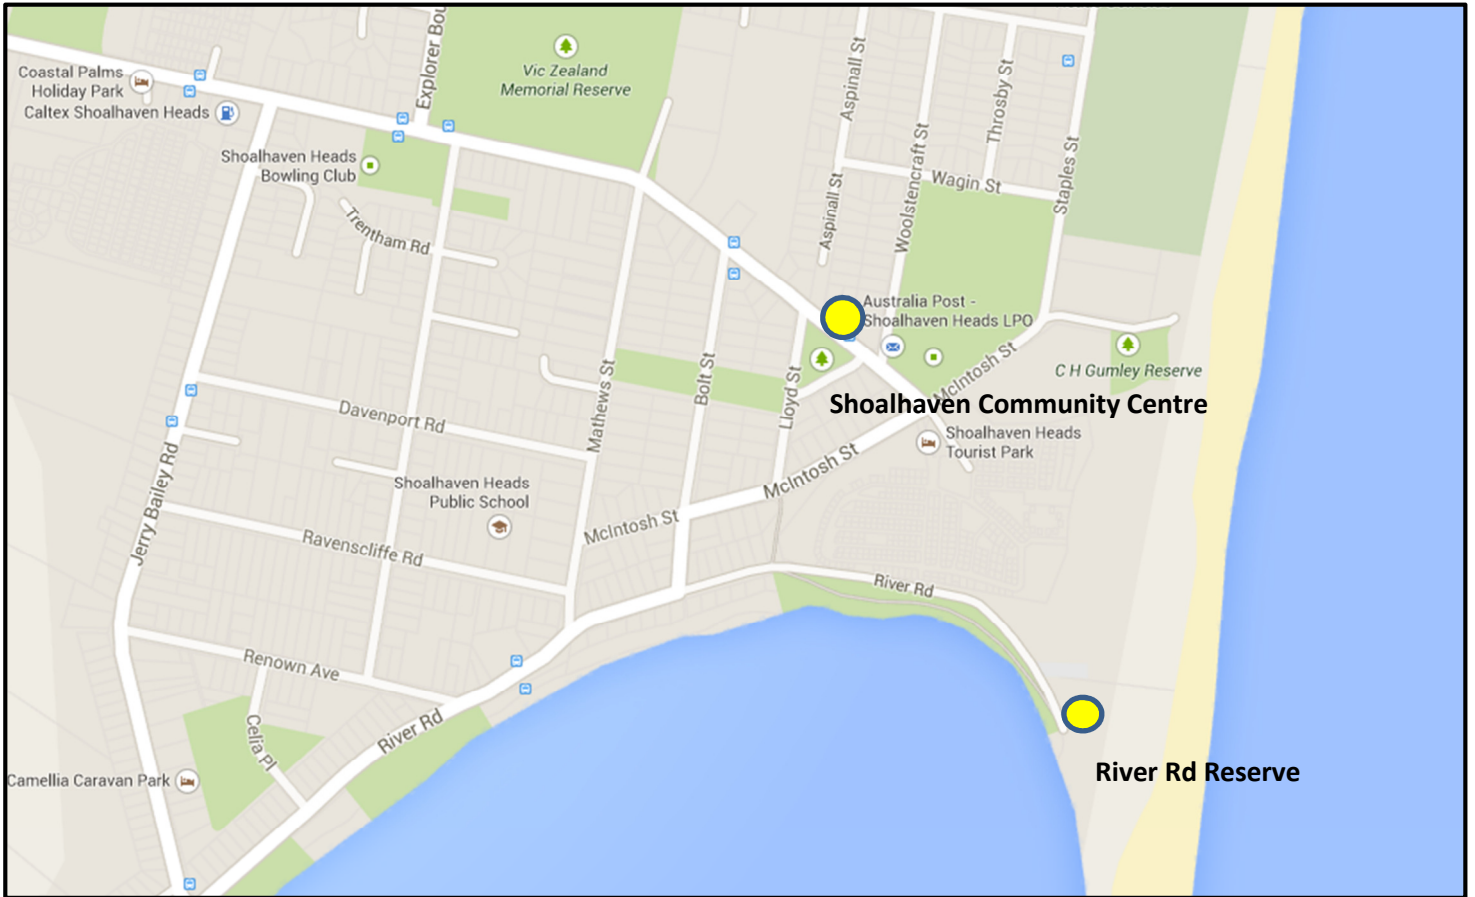 Explorer Bou
Vic Zealand
Memorial Reserve
Coastal Palms
Holiday Park
Caltex Shoalhaven Heads
Shoalhaven Heads
Bowling Club
Trentham Rd
Aspinall St
Aspinall St
Woolstencraft St
Throsby St
Wagin St
Staples St
Australia Post -
Shoalhaven Heads LPO
McIntosh St
C H Gumley Reserve
Shoalhaven Community Centre
Shoalhaven Heads
Tourist Park
Mathews St
Bolt St
Lloyd St
Davenport Rd
McIntosh St
McIntosh St
Shoalhaven Heads
Public School
Jerry Bailey Rd
Ravenscliffe Rd
River Rd
Renown Ave
Celia Pl
River Rd
Camellia Caravan Park
River Rd Reserve